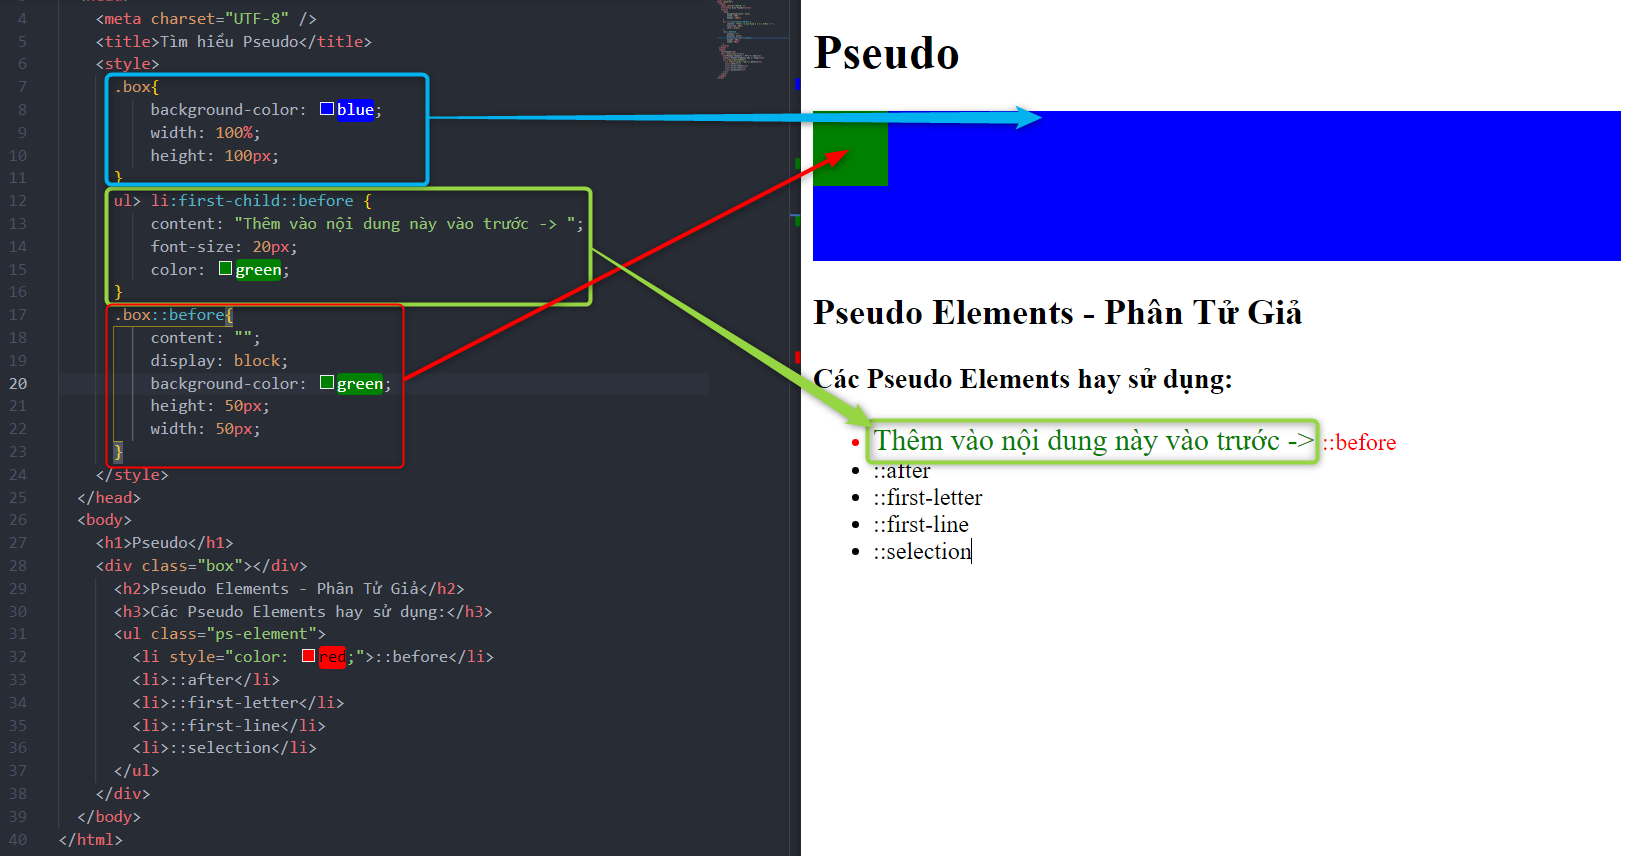 4 <meta charset="UTF-8" />
5 <title>Tìm hiểu Pseudo</title>
6 <style>
7 .box{
8 background-color: blue;
9 width: 100%;
10 height: 100px;
11 }
12 ul> li:first-child::before {
13 content: "Thêm vào nội dung này vào trước -> ";
14 font-size: 20px;
15 color: green;
16 }
17 .box::before{
18 content: "";
19 display: block;
20 background-color: green;
21 height: 50px;
22 width: 50px;
23 }
24 </style>
25 </head>
26 <body>
27 <h1>Pseudo</h1>
28 <div class="box"></div>
29 <h2>Pseudo Elements - Phân Tử Giả</h2>
30 <h3>Các Pseudo Elements hay sử dụng:</h3>
31 <ul class="ps-element">
32 <li style="color: red;">::before</li>
33 <li>::after</li>
34 <li>::first-letter</li>
35 <li>::first-line</li>
36 <li>::selection</li>
37 </ul>
38 </div>
39 </body>
40 </html>
Pseudo
Pseudo Elements - Phân Tử Giả
Các Pseudo Elements hay sử dụng:
Thêm vào nội dung này vào trước -> ::before
::after
::first-letter
::first-line
::selection